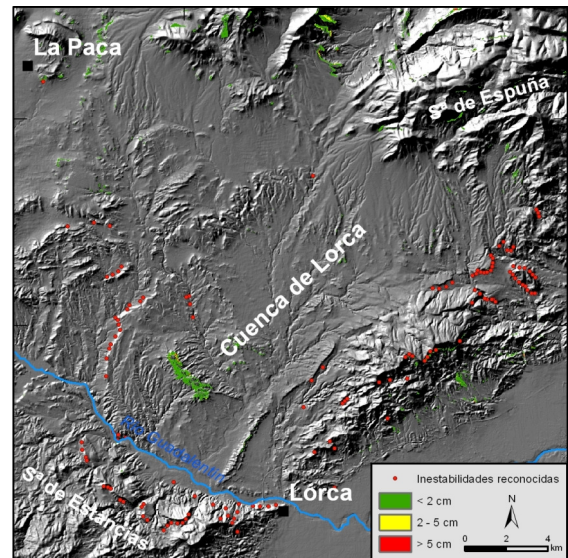 La Paca
Sª de Espuña
Cuenca de Lorca
Río Guadalentín
Sª de Estancias
Lorca
Inestabilidades reconocidas
< 2 cm
2 - 5 cm
> 5 cm
N
0 2 4
km